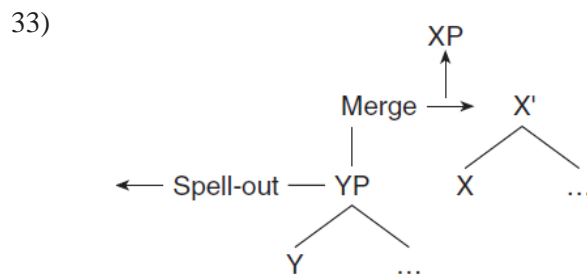 33)
XP
Merge X'
Spell-out YP X ...
Y ...